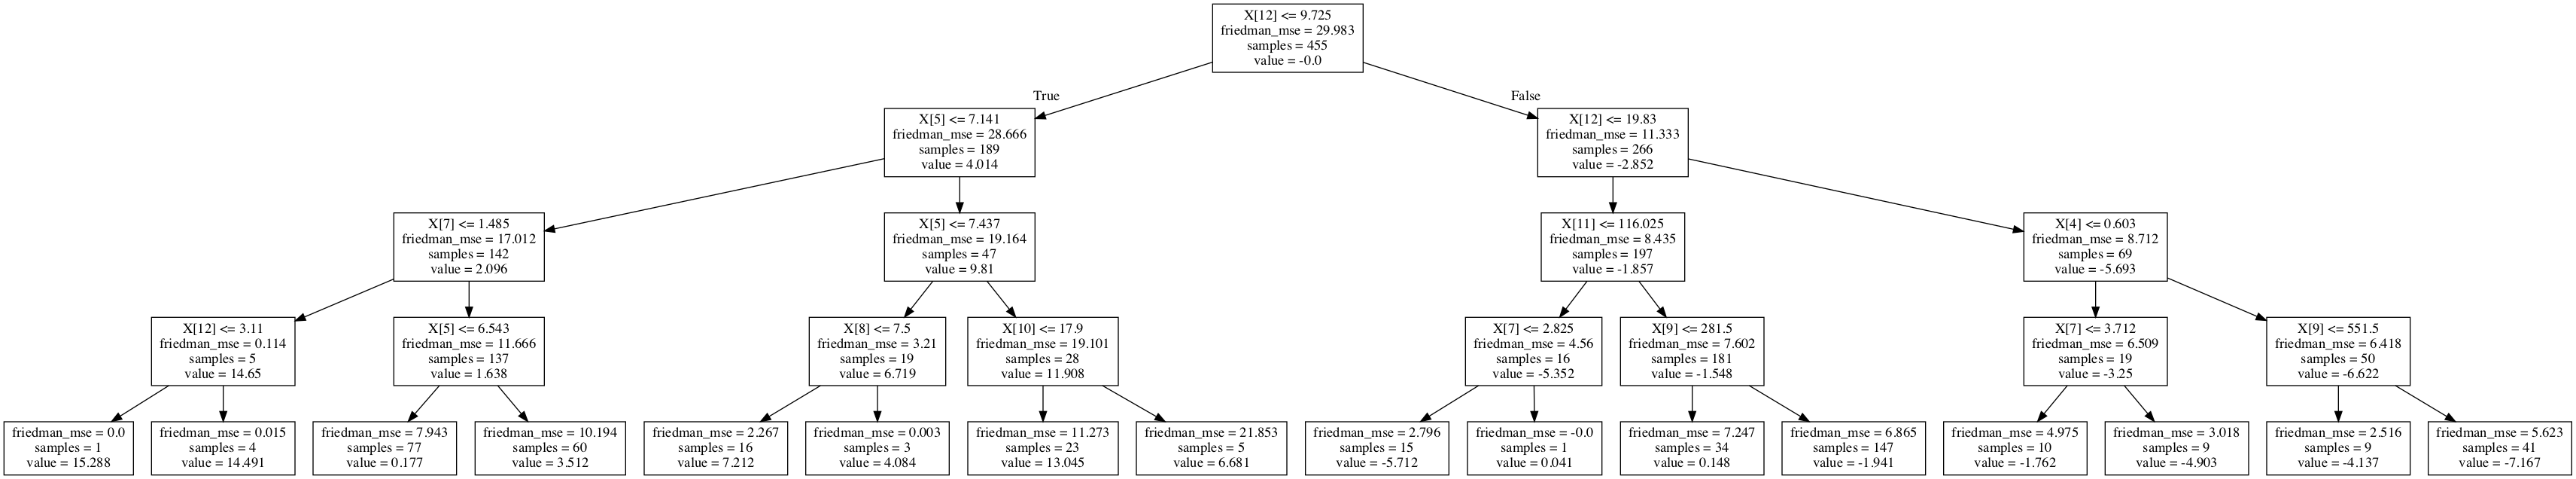 X[12] <= 9.725
friedman_mse = 29.983
samples = 455
value = -0.0
True
False
X[5] <= 7.141
friedman_mse = 28.666
samples = 189
value = 4.014
X[12] <= 19.83
friedman_mse = 11.333
samples = 266
value = -2.852
X[7] <= 1.485
friedman_mse = 17.012
samples = 142
value = 2.096
X[5] <= 7.437
friedman_mse = 19.164
samples = 47
value = 9.81
X[11] <= 116.025
friedman_mse = 8.435
samples = 197
value = -1.857
X[4] <= 0.603
friedman_mse = 8.712
samples = 69
value = -5.693
X[12] <= 3.11
friedman_mse = 0.114
samples = 5
value = 14.65
X[5] <= 6.543
friedman_mse = 11.666
samples = 137
value = 1.638
X[8] <= 7.5
friedman_mse = 3.21
samples = 19
value = 6.719
X[10] <= 17.9
friedman_mse = 19.101
samples = 28
value = 11.908
X[7] <= 2.825
friedman_mse = 4.56
samples = 16
value = -5.352
X[9] <= 281.5
friedman_mse = 7.602
samples = 181
value = -1.548
X[7] <= 3.712
friedman_mse = 6.509
samples = 19
value = -3.25
X[9] <= 551.5
friedman_mse = 6.418
samples = 50
value = -6.622
friedman_mse = 0.0
samples = 1
value = 15.288
friedman_mse = 0.015
samples = 4
value = 14.491
friedman_mse = 7.943
samples = 77
value = 0.177
friedman_mse = 10.194
samples = 60
value = 3.512
friedman_mse = 2.267
samples = 16
value = 7.212
friedman_mse = 0.003
samples = 3
value = 4.084
friedman_mse = 11.273
samples = 23
value = 13.045
friedman_mse = 21.853
samples = 5
value = 6.681
friedman_mse = 2.796
samples = 15
value = -5.712
friedman_mse = -0.0
samples = 1
value = 0.041
friedman_mse = 7.247
samples = 34
value = 0.148
friedman_mse = 6.865
samples = 147
value = -1.941
friedman_mse = 4.975
samples = 10
value = -1.762
friedman_mse = 3.018
samples = 9
value = -4.903
friedman_mse = 2.516
samples = 9
value = -4.137
friedman_mse = 5.623
samples = 41
value = -7.167